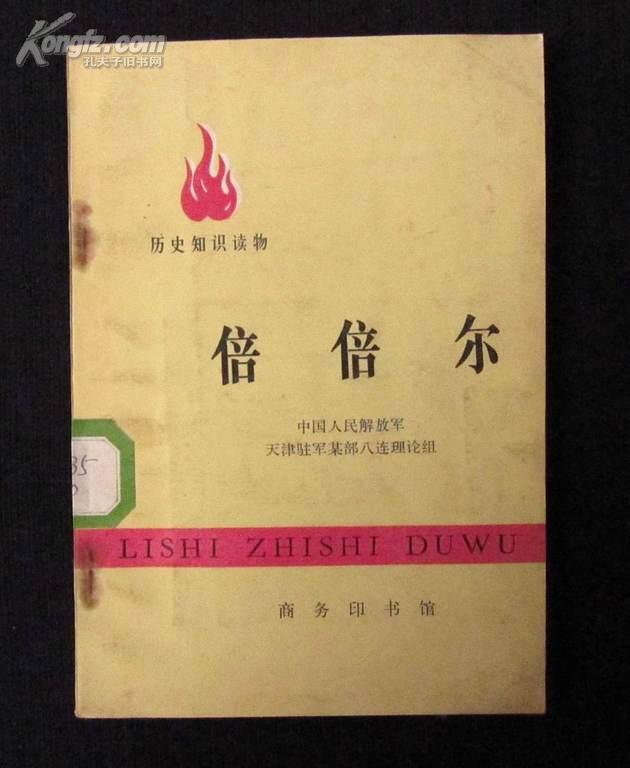 Kongfz.com
孔夫子旧书网
历史知识读物
倍倍尔
中国人民解放军
天津驻军某部八连理论组
35
LISHI ZHISHI DUWU
商务印书馆